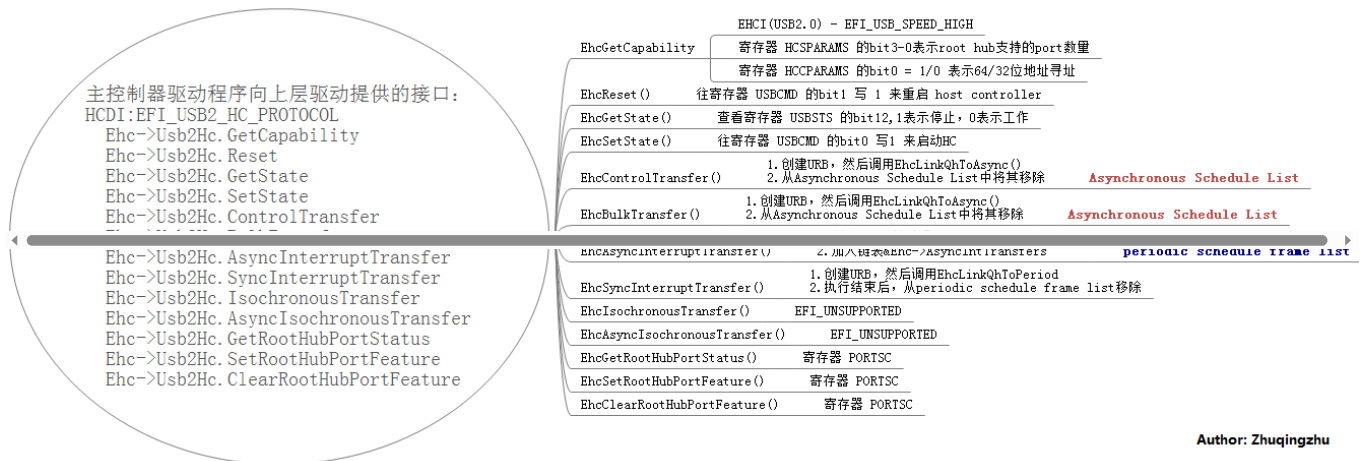 主控制器驱动程序向上层驱动提供的接口:
HCDI:EFI_USB2_HC_PROTOCOL
Ehc->Usb2Hc.GetCapability
Ehc->Usb2Hc.Reset
Ehc->Usb2Hc.GetState
Ehc->Usb2Hc.SetState
Ehc->Usb2Hc.ControlTransfer
Ehc->Usb2Hc.AsyncInterruptTransfer
Ehc->Usb2Hc.SyncInterruptTransfer
Ehc->Usb2Hc.IsochronousTransfer
Ehc->Usb2Hc.AsyncIsochronousTransfer
Ehc->Usb2Hc.GetRootHubPortStatus
Ehc->Usb2Hc.SetRootHubPortFeature
Ehc->Usb2Hc.ClearRootHubPortFeature
EHCI(USB2.0) - EFI_USB_SPEED_HIGH
EhcGetCapability 寄存器 HCSPARAMS 的bit3-0表示root hub支持的port数量
寄存器 HCCPARAMS 的bit0 = 1/0 表示64/32位地址寻址
EhcReset() 往寄存器 USBCMD 的bit1 写 1 来重启 host controller
EhcGetState() 查看寄存器 USBSTS 的bit12,1表示停止，0表示工作
EhcSetState() 往寄存器 USBCMD 的bit0 写1 来启动HC
1.创建URB，然后调用EhcLinkQhToAsync()
EhcControlTransfer() 2.从Asynchronous Schedule List中将其移除 Asynchronous Schedule List
1.创建URB，然后调用EhcLinkQhToAsync()
EhcBulkTransfer() 2.从Asynchronous Schedule List中将其移除 Asynchronous Schedule List
EhcAsyncInterruptTransfer() 2.加入链表&Ehc->AsyncIntTransfers periodic schedule frame list
1.创建URB，然后调用EhcLinkQhToPeriod
EhcSyncInterruptTransfer() 2.执行结束后，从periodic schedule frame list移除
EhcIsochronousTransfer() EFI_UNSUPPORTED
EhcAsyncIsochronousTransfer() EFI_UNSUPPORTED
EhcGetRootHubPortStatus() 寄存器 PORTSC
EhcSetRootHubPortFeature() 寄存器 PORTSC
EhcClearRootHubPortFeature() 寄存器 PORTSC
Author: Zhuqingzhu